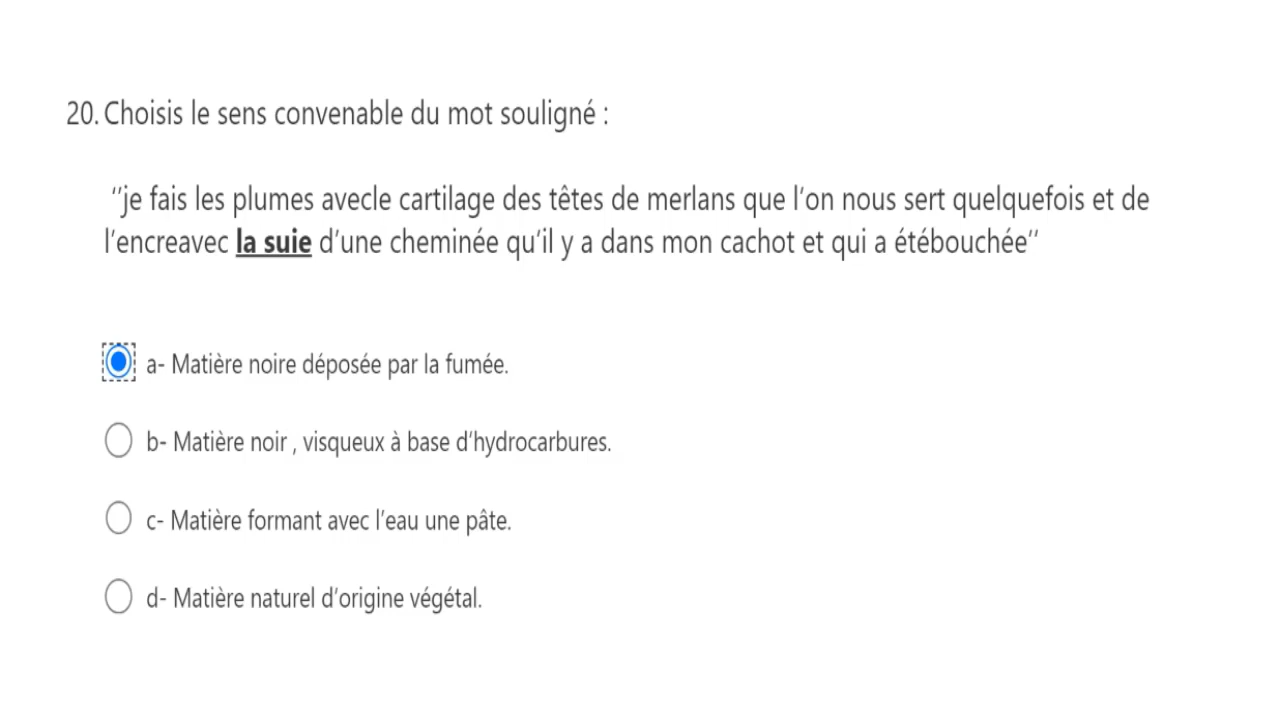 20. Choisis le sens convenable du mot souligné :
‘’je fais les plumes avecle cartilage des têtes de merlans que l’on nous sert quelquefois et de
l’encreavec la suie d’une cheminée qu’il y a dans mon cachot et qui a étébouchée’’
a- Matière noire déposée par la fumée.
b- Matière noir , visqueux à base d’hydrocarbures.
c- Matière formant avec l’eau une pâte.
d- Matière naturel d’origine végétal.